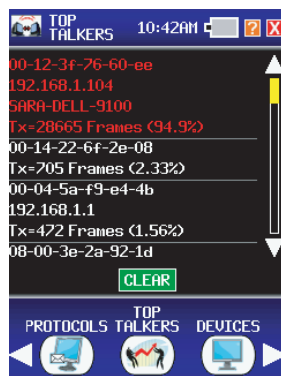 TOP
TALKERS
10:42AM
?
X
00-12-3f-76-60-ee
192.168.1.104
SARA-DELL-9100
Tx=28665 Frames (94.9%)
00-14-22-6f-2e-08
Tx=705 Frames (2.33%)
00-04-5a-f9-e4-4b
192.168.1.1
Tx=472 Frames (1.56%)
08-00-3e-2a-92-1d
CLEAR
PROTOCOLS
TOP
TALKERS
DEVICES